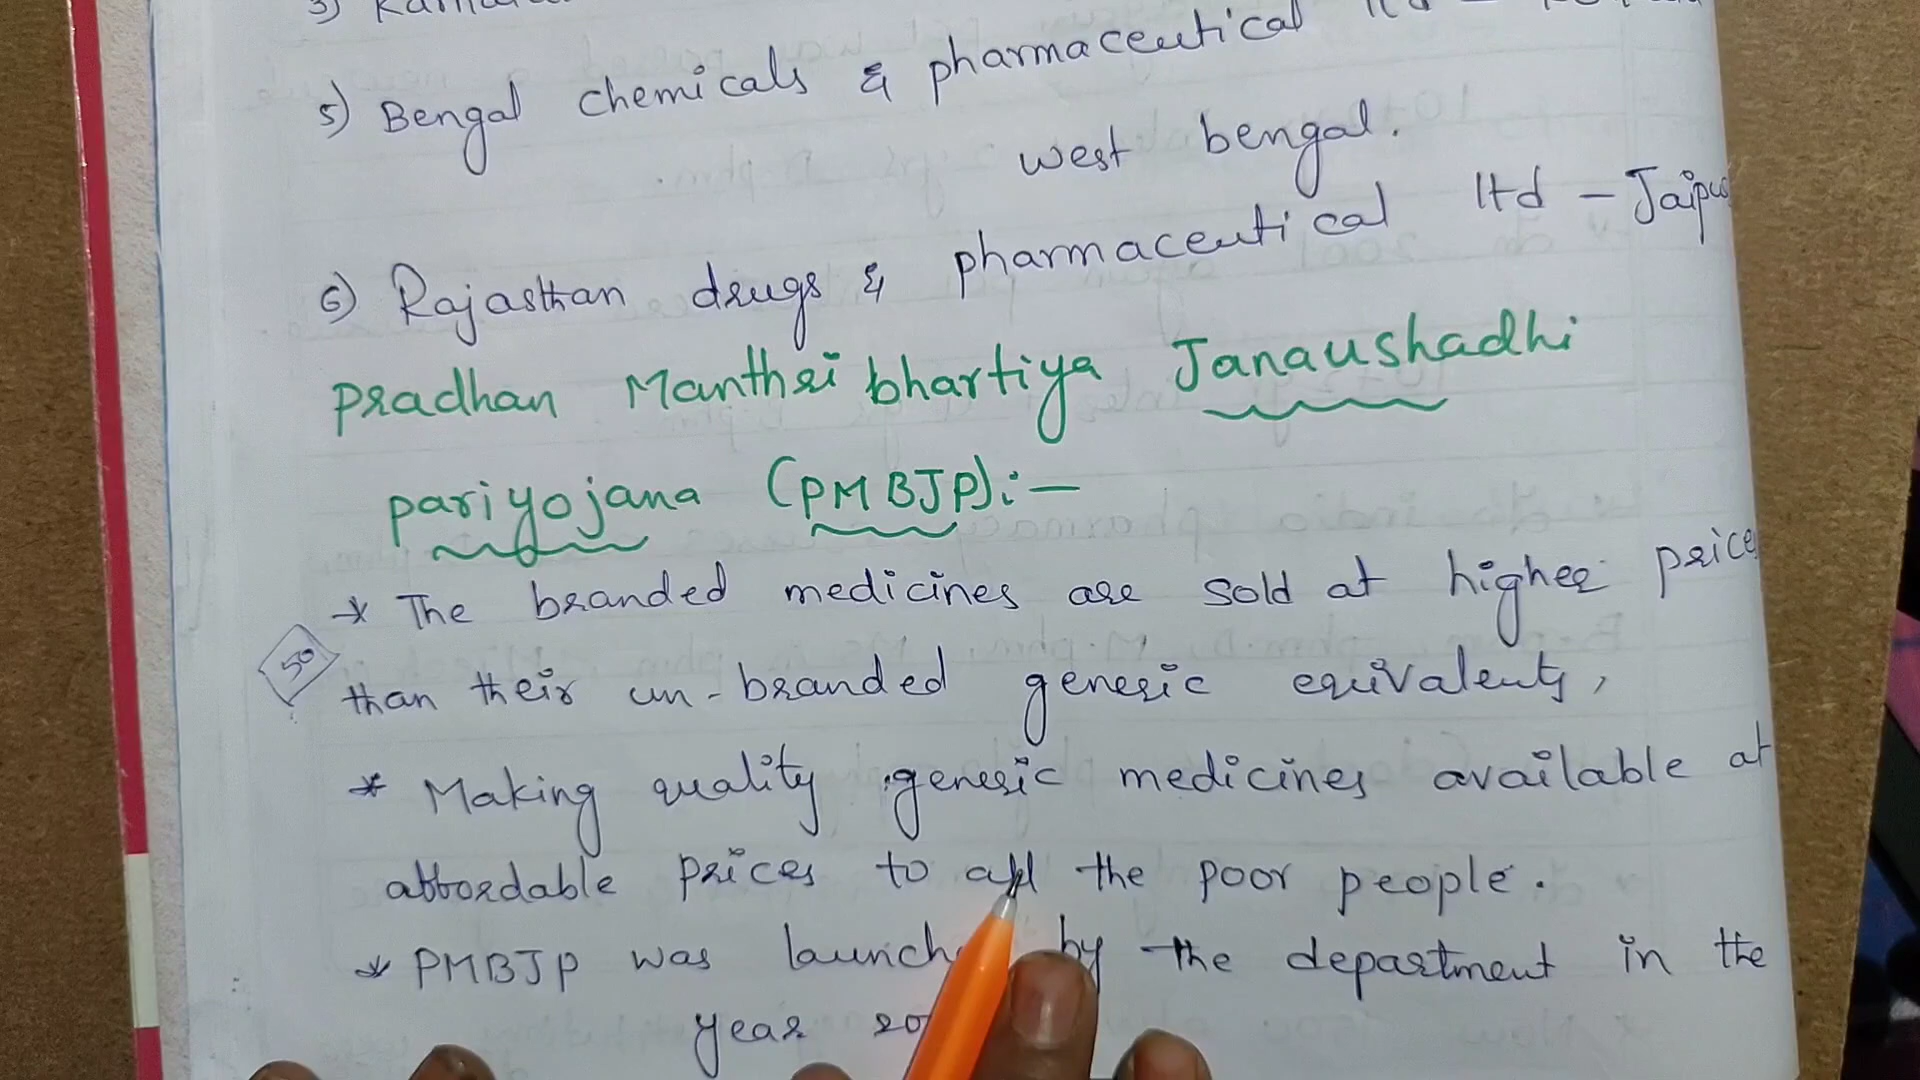 5) Bengal chemicals & pharmaceutical ltd -
west bengal.
6) Rajasthan drugs & pharmaceutical ltd - Jaipur
pradhan Manthri bhartiya Janaushadhi
pariyojana (PMBJP):-
* The branded medicines are sold at higher price
50
than their un-branded generic equivalents,
* Making quality generic medicines available at
affordable prices to all the poor people.
* PMBJP was launch by the department in the
year